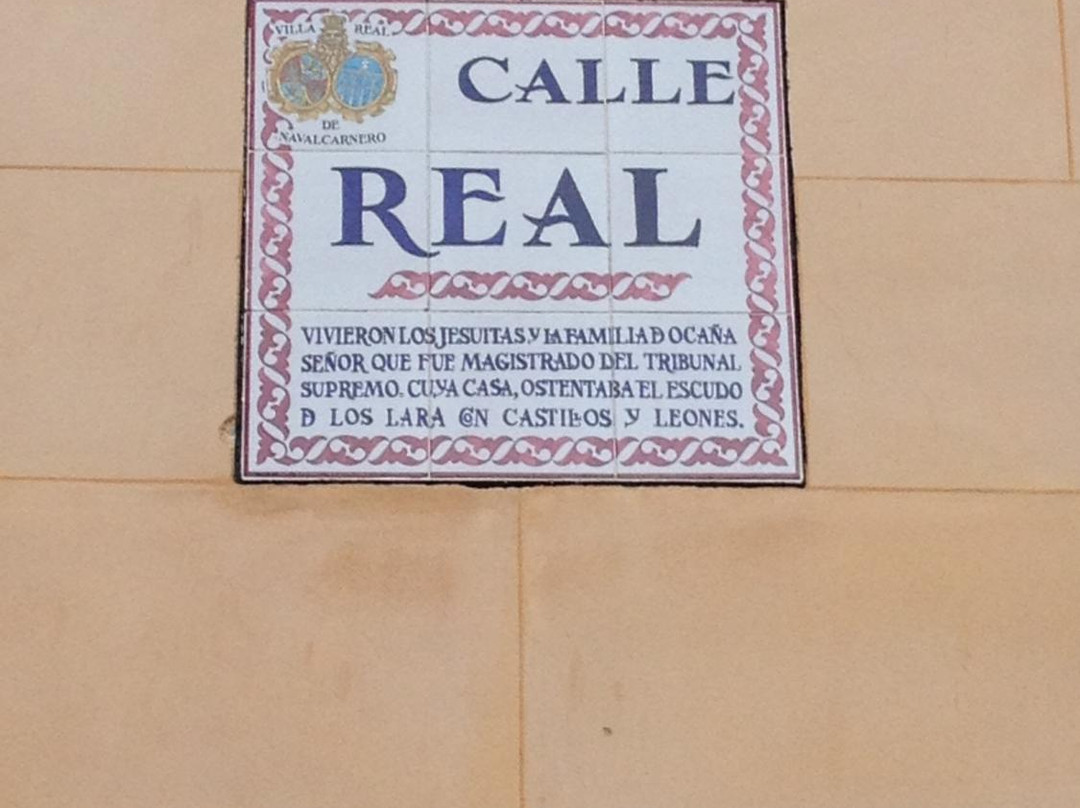 VILLA REAL
DE
NAVALCARNERO
CALLE
REAL
VIVIERON LOS JESUITAS Y LA FAMILIA D OCAÑA
SEÑOR QUE FUE MAGISTRADO DEL TRIBUNAL
SUPREMO. CUYA CASA, OSTENTABA EL ESCUDO
D LOS LARA CON CASTILLOS Y LEONES.